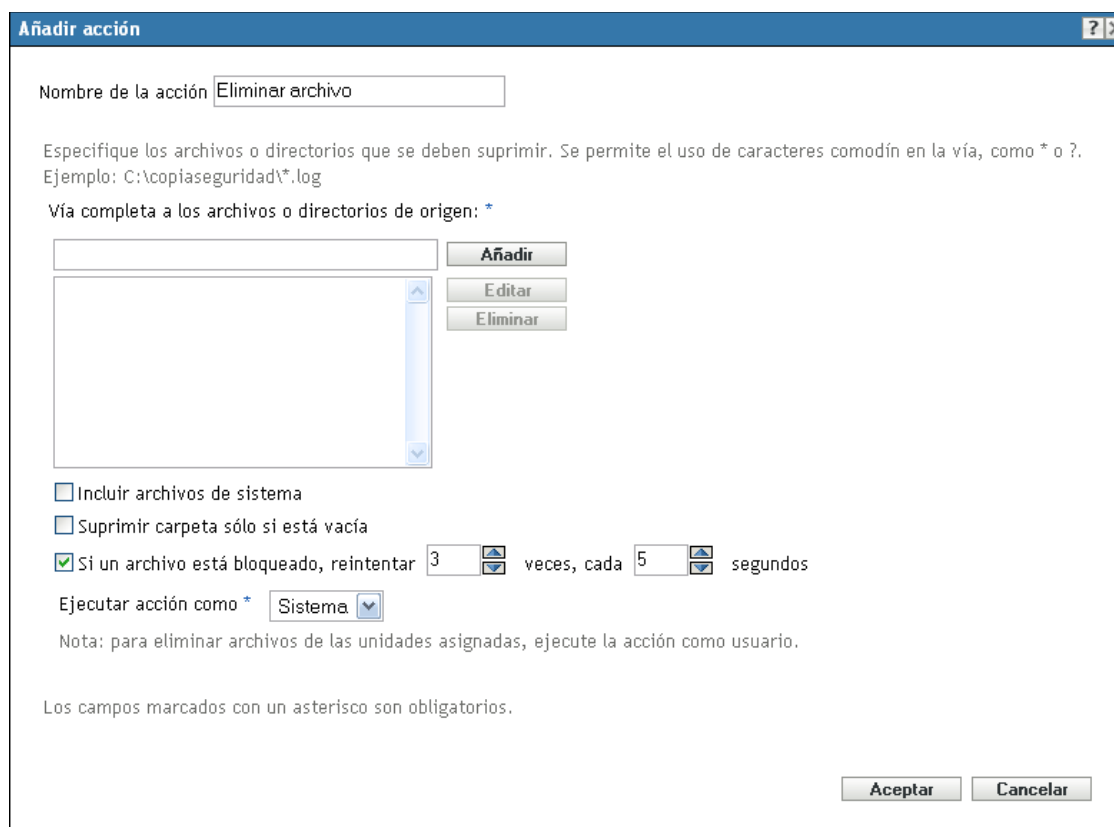 Añadir acción
?
Nombre de la acción Eliminar archivo
Especifique los archivos o directorios que se deben suprimir. Se permite el uso de caracteres comodín en la vía, como * o ?.
Ejemplo: C:\copiaseguridad\*.log
Vía completa a los archivos o directorios de origen: *
Añadir
Editar
Eliminar
Incluir archivos de sistema
Suprimir carpeta sólo si está vacía
Si un archivo está bloqueado, reintentar 3 veces, cada 5 segundos
Ejecutar acción como * Sistema
Nota: para eliminar archivos de las unidades asignadas, ejecute la acción como usuario.
Los campos marcados con un asterisco son obligatorios.
Aceptar Cancelar